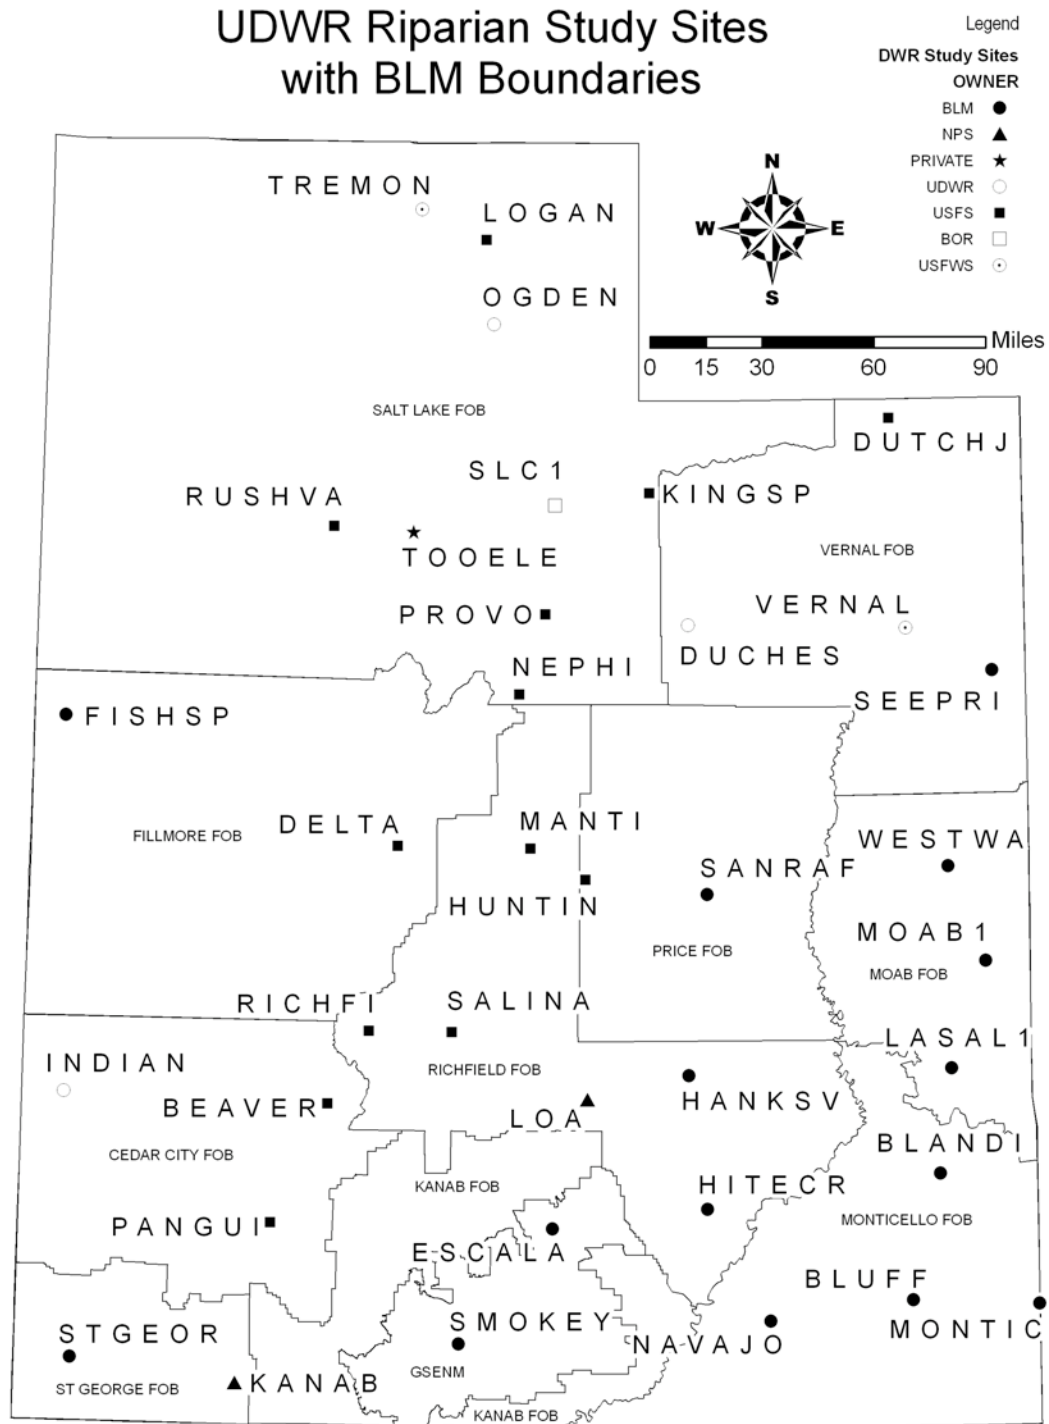 UDWR Riparian Study Sites
with BLM Boundaries
Legend
DWR Study Sites
OWNER
BLM
NPS
PRIVATE
UDWR
USFS
BOR
USFWS
N
W E
S
Miles
0 15 30 60 90
TREMON
LOGAN
OGDEN
SALT LAKE FOB
DUTCHJ
SLC1
RUSHVA
KINGSP
TOOELE
VERNAL FOB
PROVO
VERNAL
DUCHES
NEPHI
SEEPRI
FISHSP
DELTA
MANTI
FILLMORE FOB
WESTWA
SANRAF
HUNTIN
MOAB1
PRICE FOB
MOAB FOB
RICHFI
SALINA
LASAL1
INDIAN
RICHFIELD FOB
BEAVER
HANKSV
LOA
BLANDI
CEDAR CITY FOB
KANAB FOB
HITECR
PANGUI
MONTICELLO FOB
ESCALA
BLUFF
SMOKEY
STGEOR
NAVAJO
MONTIC
GSENM
ST GEORGE FOB
KANAB
KANAB FOB